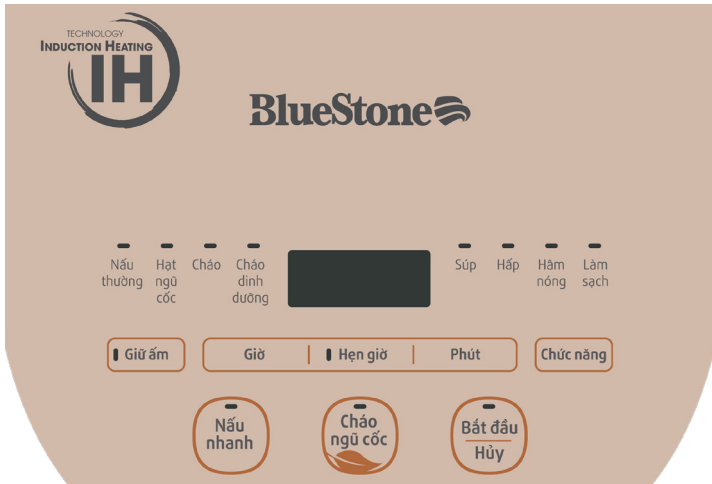 TECHNOLOGY
INDUCTION HEATING
IH
BlueStone
Nấu
thường
Hạt
ngũ
cốc
Cháo
Cháo
dinh
dưỡng
Súp
Hấp
Hâm
nóng
Làm
sạch
Giữ ấm
Giờ
Hẹn giờ
Phút
Chức năng
Nấu
nhanh
Cháo
ngũ cốc
Bắt đầu
Hủy